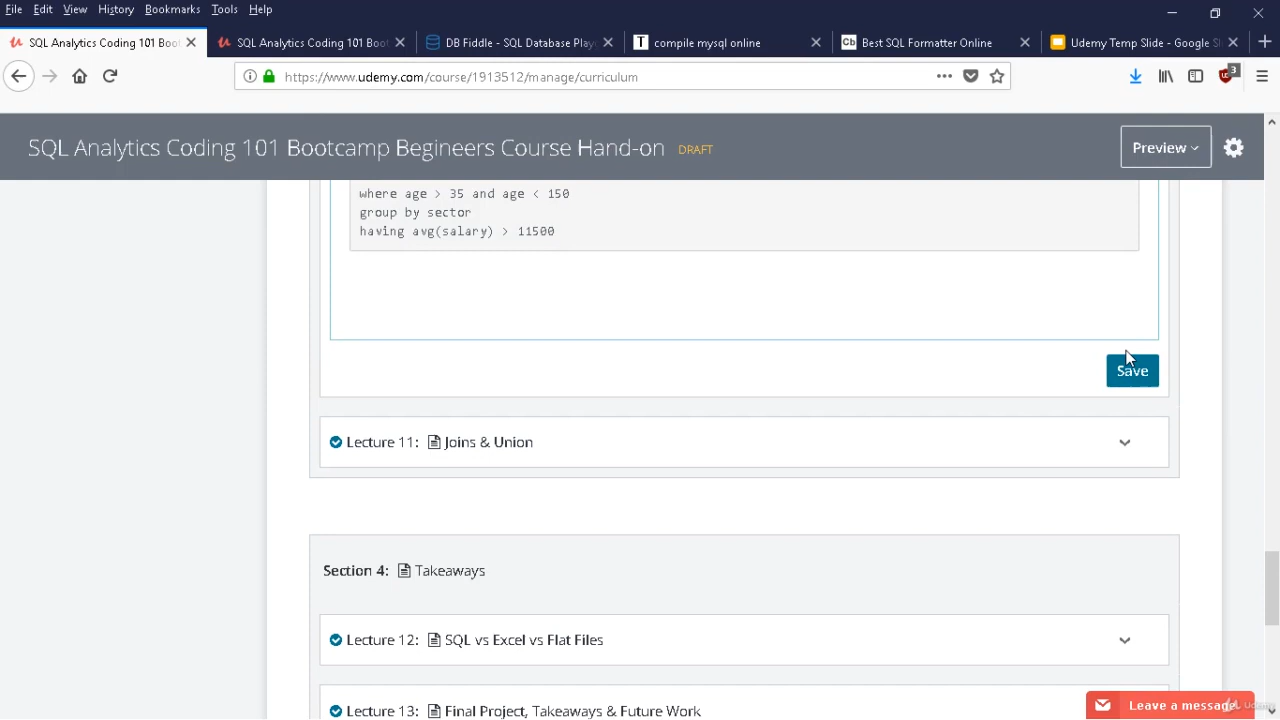 File Edit View History Bookmarks Tools Help
SQL Analytics Coding 101 Boo
SQL Analytics Coding 101 Boo
DB Fiddle - SQL Database Play
compile mysql online
Best SQL Formatter Online
Udemy Temp Slide - Google S
https://www.udemy.com/course/1913512/manage/curriculum
3
SQL Analytics Coding 101 Bootcamp Begineers Course Hand-on DRAFT
Preview
where age > 35 and age < 150
group by sector
having avg(salary) > 11500
Save
Lecture 11: Joins & Union
Section 4: Takeaways
Lecture 12: SQL vs Excel vs Flat Files
Lecture 13: Final Project, Takeaways & Future Work
Leave a message
Udemy